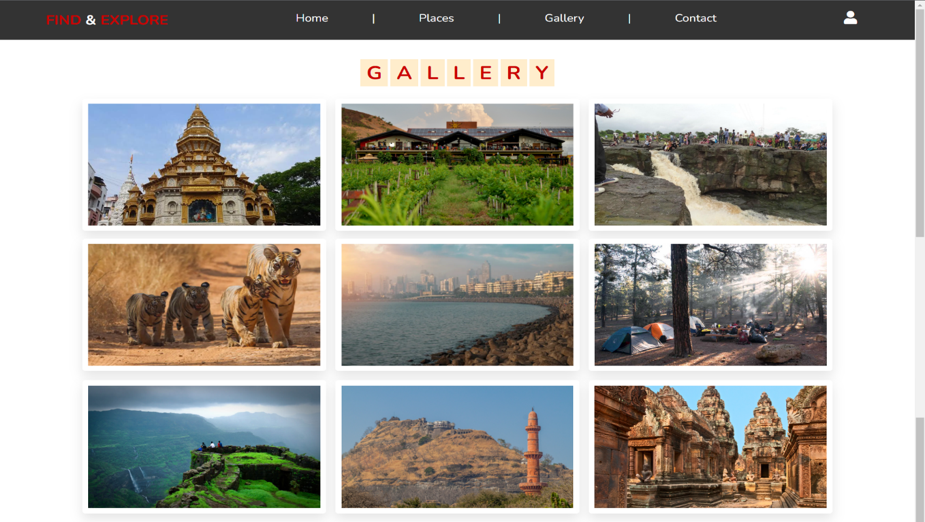 FIND & EXPLORE Home | Places | Gallery | Contact
GALLERY